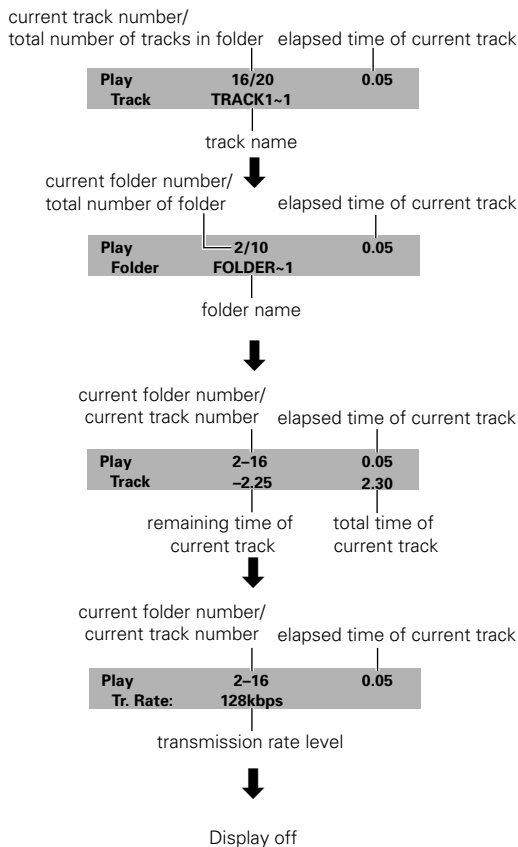 current track number/
total number of tracks in folder elapsed time of current track
Play 16/20 0.05
Track TRACK1~1
track name
current folder number/
total number of folder elapsed time of current track
Play 2/10 0.05
Folder FOLDER~1
folder name
current folder number/
current track number elapsed time of current track
Play 2–16 0.05
Track –2.25 2.30
remaining time of total time of
current track current track
current folder number/
current track number elapsed time of current track
Play 2–16 0.05
Tr. Rate: 128kbps
transmission rate level
Display off